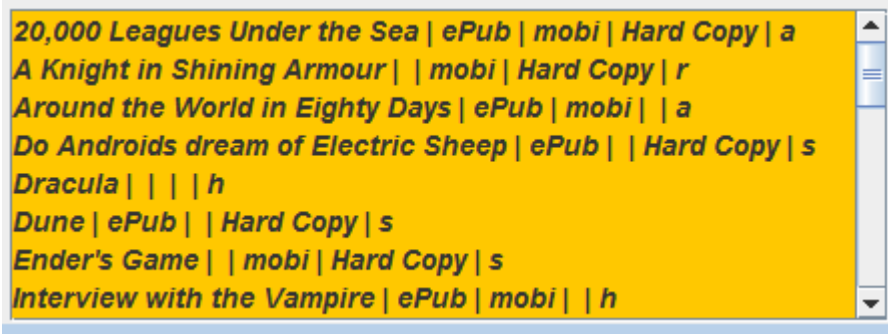 20,000 Leagues Under the Sea | ePub | mobi | Hard Copy | a
A Knight in Shining Armour | | mobi | Hard Copy | r
Around the World in Eighty Days | ePub | mobi | | a
Do Androids dream of Electric Sheep | ePub | | Hard Copy | s
Dracula | | | | h
Dune | ePub | | Hard Copy | s
Ender's Game | | mobi | Hard Copy | s
Interview with the Vampire | ePub | mobi | | h